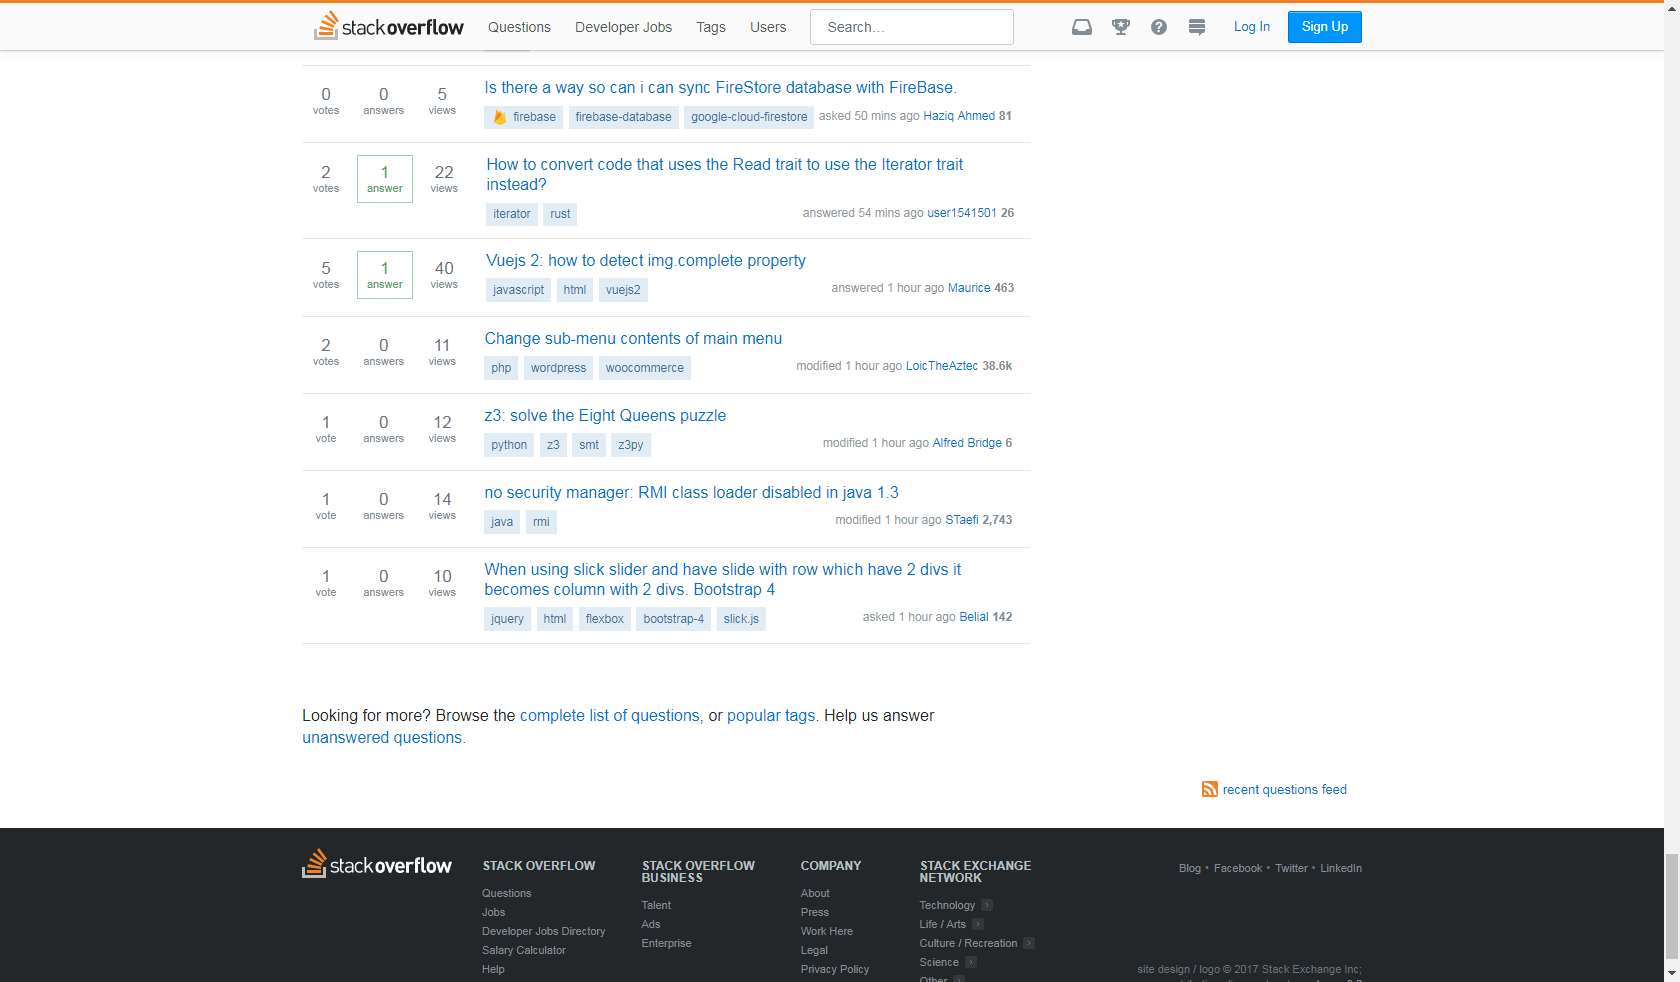 stackoverflow Questions Developer Jobs Tags Users Search... Log In Sign Up
0 votes 0 answers 5 views
Is there a way so can i can sync FireStore database with FireBase.
firebase firebase-database google-cloud-firestore asked 50 mins ago Haziq Ahmed 81
2 votes 1 answer 22 views
How to convert code that uses the Read trait to use the Iterator trait
instead?
iterator rust answered 54 mins ago user1541501 26
5 votes 1 answer 40 views
Vuejs 2: how to detect img.complete property
javascript html vuejs2 answered 1 hour ago Maurice 463
2 votes 0 answers 11 views
Change sub-menu contents of main menu
php wordpress woocommerce modified 1 hour ago LoicTheAztec 38.6k
1 vote 0 answers 12 views
z3: solve the Eight Queens puzzle
python z3 smt z3py modified 1 hour ago Alfred Bridge 6
1 vote 0 answers 14 views
no security manager: RMI class loader disabled in java 1.3
java rmi modified 1 hour ago STaefi 2,743
1 vote 0 answers 10 views
When using slick slider and have slide with row which have 2 divs it
becomes column with 2 divs. Bootstrap 4
jquery html flexbox bootstrap-4 slick.js asked 1 hour ago Belial 142
Looking for more? Browse the complete list of questions, or popular tags. Help us answer
unanswered questions.
recent questions feed
stackoverflow
STACK OVERFLOW
Questions
Jobs
Developer Jobs Directory
Salary Calculator
Help
STACK OVERFLOW
BUSINESS
Talent
Ads
Enterprise
COMPANY
About
Press
Work Here
Legal
Privacy Policy
STACK EXCHANGE
NETWORK
Technology
Life / Arts
Culture / Recreation
Science
Other
Blog • Facebook • Twitter • LinkedIn
site design / logo © 2017 Stack Exchange Inc;